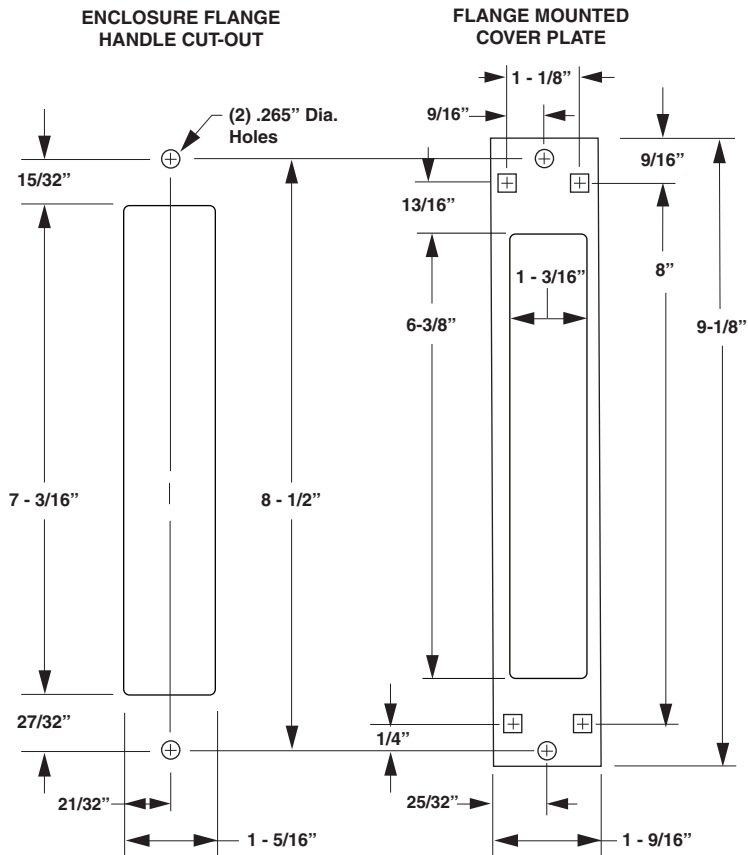 ENCLOSURE FLANGE
HANDLE CUT-OUT
FLANGE MOUNTED
COVER PLATE
1 - 1/8”
(2) .265” Dia.
Holes
9/16”
9/16”
15/32”
13/16”
1 - 3/16”
8”
6-3/8”
9-1/8”
7 - 3/16”
8 - 1/2”
27/32”
1/4”
21/32”
25/32”
1 - 5/16”
1 - 9/16”